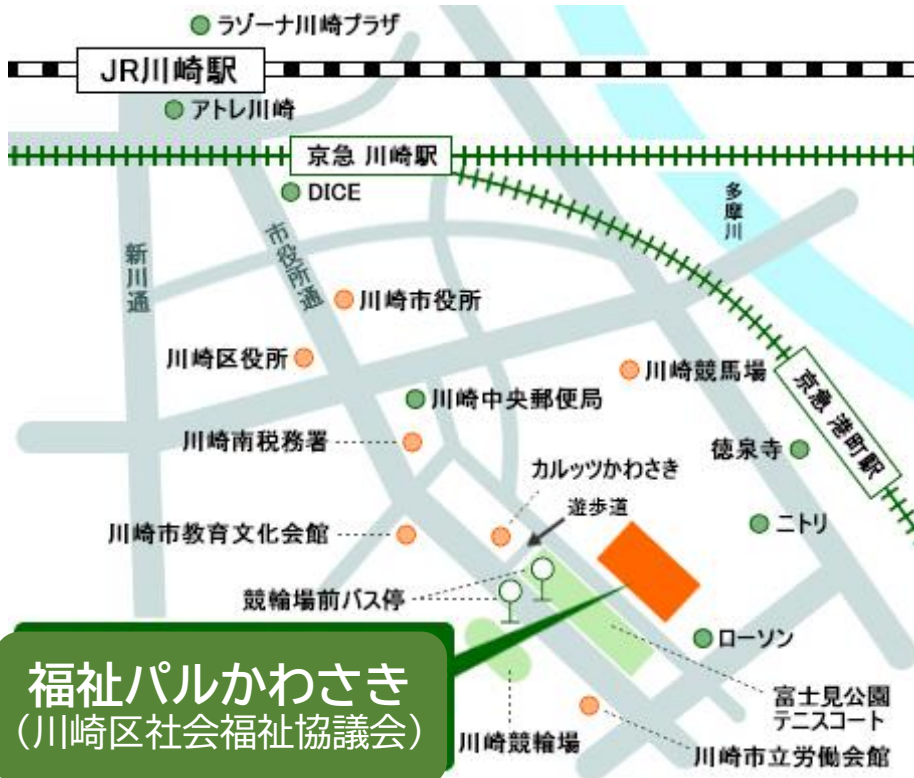 ラゾーナ川崎プラザ
JR川崎駅
アトレ川崎
京急 川崎駅
DICE
多摩川
新川通
市役所通
川崎市役所
川崎区役所
川崎競馬場
京急 港町駅
川崎中央郵便局
川崎南税務署
徳泉寺
カルッツかわさき
遊歩道
ニトリ
川崎市教育文化会館
競輪場前バス停
ローソン
福祉パルかわさき
（川崎区社会福祉協議会）
富士見公園
テニスコート
川崎競輪場
川崎市立労働会館